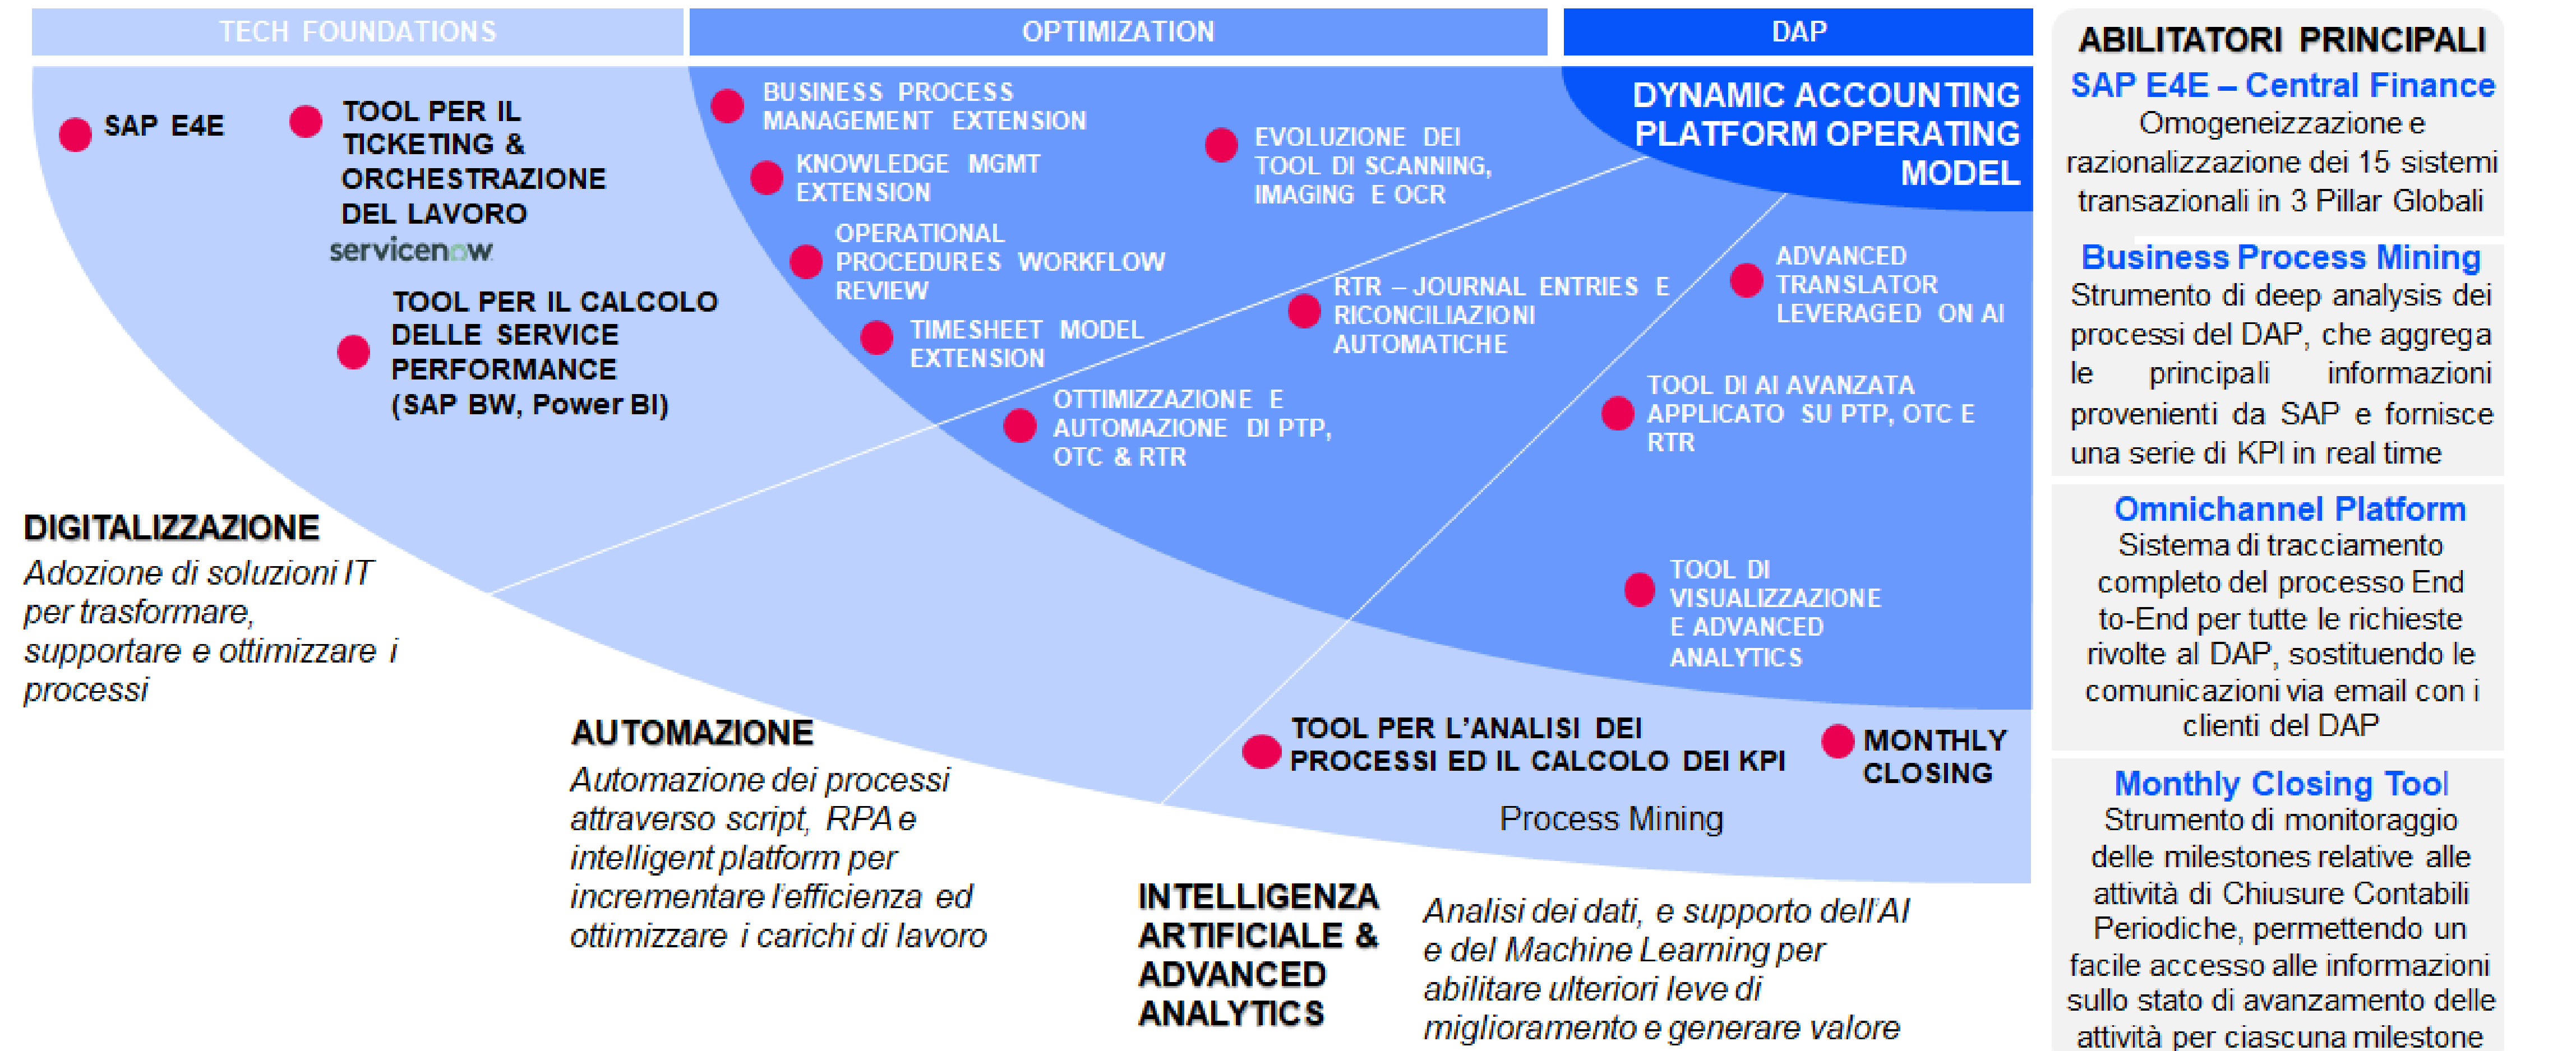 TECH FOUNDATIONS
OPTIMIZATION
DAP
SAP E4E
TOOL PER IL
TICKETING &
ORCHESTRAZIONE
DEL LAVORO
servicenow
TOOL PER IL CALCOLO
DELLE SERVICE
PERFORMANCE
(SAP BW, Power BI)
BUSINESS PROCESS
MANAGEMENT EXTENSION
KNOWLEDGE MGMT
EXTENSION
OPERATIONAL
PROCEDURES WORKFLOW
REVIEW
TIMESHEET MODEL
EXTENSION
EVOLUZIONE DEI
TOOL DI SCANNING,
IMAGING E OCR
DYNAMIC ACCOUNTING
PLATFORM OPERATING
MODEL
RTR – JOURNAL ENTRIES E
RICONCILIAZIONI
AUTOMATICHE
OTTIMIZZAZIONE E
AUTOMAZIONE DI PTP,
OTC & RTR
ADVANCED
TRANSLATOR
LEVERAGED ON AI
TOOL DI AI AVANZATA
APPLICATO SU PTP, OTC E
RTR
TOOL DI
VISUALIZZAZIONE
E ADVANCED
ANALYTICS
TOOL PER L'ANALISI DEI
PROCESSI ED IL CALCOLO DEI KPI
Process Mining
MONTHLY
CLOSING
DIGITALIZZAZIONE
Adozione di soluzioni IT
per trasformare,
supportare e ottimizzare i
processi
AUTOMAZIONE
Automazione dei processi
attraverso script, RPA e
intelligent platform per
incrementare l'efficienza ed
ottimizzare i carichi di lavoro
INTELLIGENZA
ARTIFICIALE &
ADVANCED
ANALYTICS
Analisi dei dati, e supporto dell'AI
e del Machine Learning per
abilitare ulteriori leve di
miglioramento e generare valore
ABILITATORI PRINCIPALI
SAP E4E – Central Finance
Omogeneizzazione e
razionalizzazione dei 15 sistemi
transazionali in 3 Pillar Globali
Business Process Mining
Strumento di deep analysis dei
processi del DAP, che aggrega
le principali informazioni
provenienti da SAP e fornisce
una serie di KPI in real time
Omnichannel Platform
Sistema di tracciamento
completo del processo End
to-End per tutte le richieste
rivolte al DAP, sostituendo le
comunicazioni via email con i
clienti del DAP
Monthly Closing Tool
Strumento di monitoraggio
delle milestones relative alle
attività di Chiusure Contabili
Periodiche, permettendo un
facile accesso alle informazioni
sullo stato di avanzamento delle
attività per ciascuna milestone